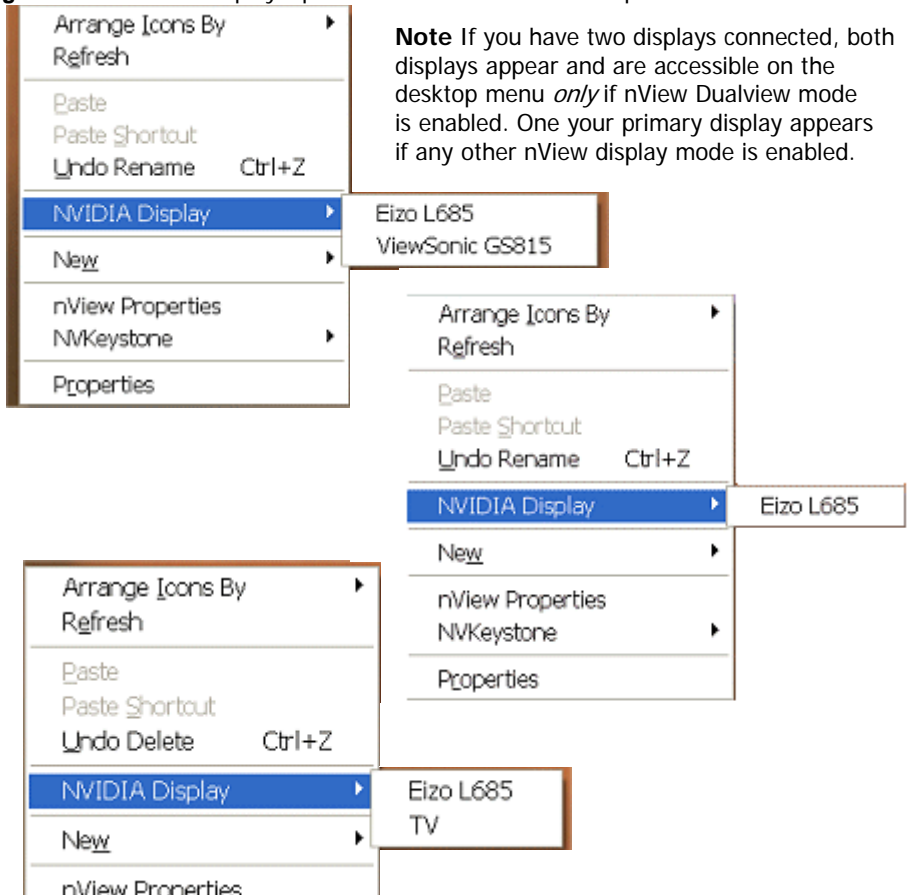 Arrange Icons By
Refresh
Paste
Paste Shortcut
Undo Rename Ctrl+Z
NVIDIA Display
Eizo L685
ViewSonic GS815
New
nView Properties
NVKeystone
Properties
Note If you have two displays connected, both
displays appear and are accessible on the
desktop menu only if nView Dualview mode
is enabled. One your primary display appears
if any other nView display mode is enabled.
Arrange Icons By
Refresh
Paste
Paste Shortcut
Undo Rename Ctrl+Z
NVIDIA Display
Eizo L685
New
nView Properties
NVKeystone
Properties
Arrange Icons By
Refresh
Paste
Paste Shortcut
Undo Delete Ctrl+Z
NVIDIA Display
Eizo L685
TV
New
nView Properties